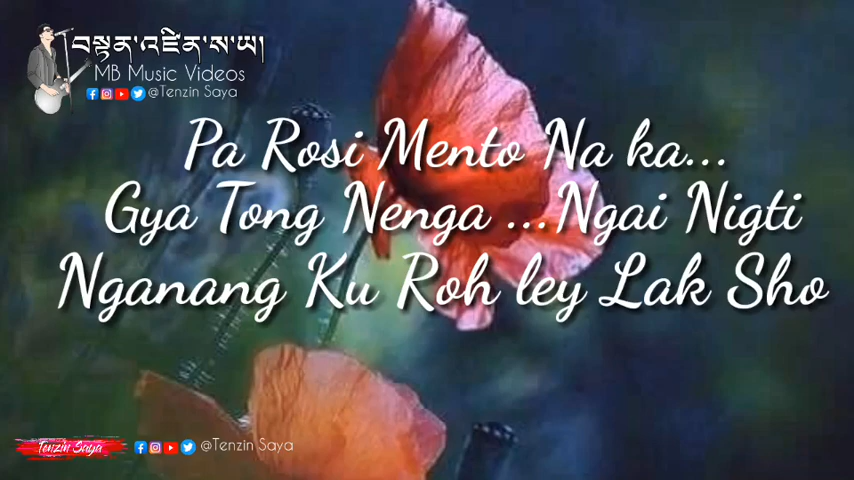 བསྟན་འཛིན་ས་ཡ།
MB Music Videos
@Tenzin Saya
Pa Rosi Mento Na ka...
Gya Tong Nenga ...Ngai Nigti
Nganang Ku Roh ley Lak Sho
Tenzin Saya
@Tenzin Saya